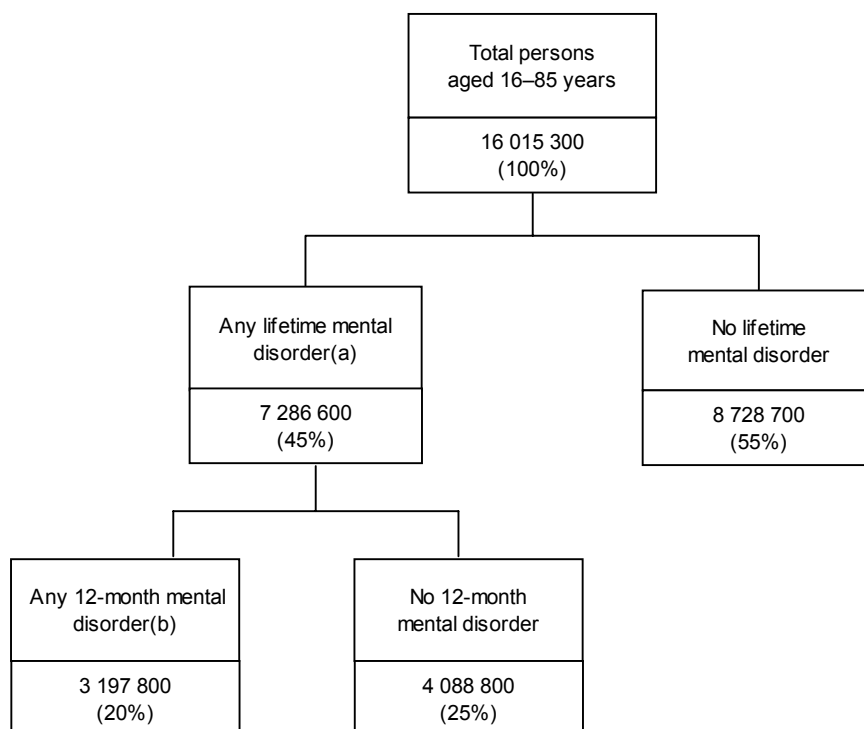 Total persons
aged 16–85 years
16 015 300
(100%)
Any lifetime mental
disorder(a)
7 286 600
(45%)
No lifetime
mental disorder
8 728 700
(55%)
Any 12-month mental
disorder(b)
3 197 800
(20%)
No 12-month
mental disorder
4 088 800
(25%)